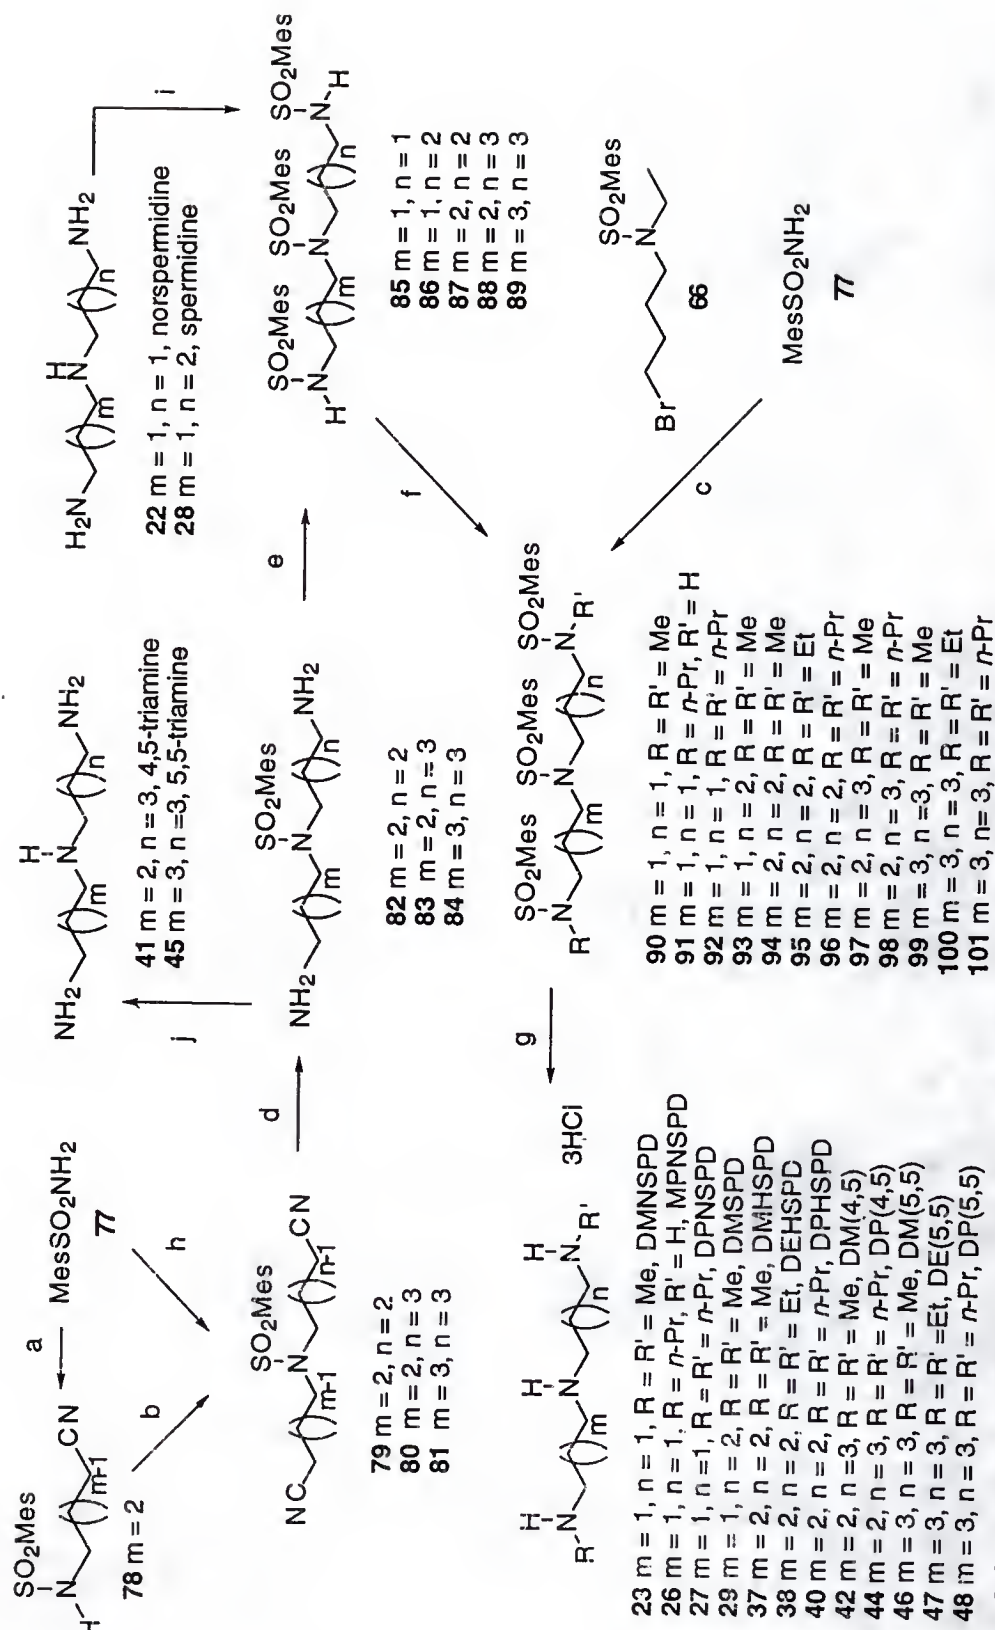 H₂N
H
N
NH₂
m
n
22 m = 1, n = 1, norspermidine
28 m = 1, n = 2, spermidine
i
NH₂
H
N
NH₂
m
n
41 m = 2, n = 3, 4,5-triamine
45 m = 3, n = 3, 5,5-triamine
j
SO₂Mes
N
H
CN
m-1
78 m = 2
a
MesSO₂NH₂
77
b
h
SO₂Mes
NC
N
CN
m-1
n-1
79 m = 2, n = 2
80 m = 2, n = 3
81 m = 3, n = 3
d
SO₂Mes
NH₂
N
NH₂
m
n
82 m = 2, n = 2
83 m = 2, n = 3
84 m = 3, n = 3
e
SO₂Mes SO₂Mes SO₂Mes
H
N
N
N
H
m
n
85 m = 1, n = 1
86 m = 1, n = 2
87 m = 2, n = 2
88 m = 2, n = 3
89 m = 3, n = 3
f
SO₂Mes
Br
N
66
MesSO₂NH₂
77
c
SO₂Mes SO₂Mes SO₂Mes
R
N
N
N
R'
m
n
90 m = 1, n = 1, R = R' = Me
91 m = 1, n = 1, R = n-Pr, R' = H
92 m = 1, n = 1, R = R' = n-Pr
93 m = 1, n = 2, R = R' = Me
94 m = 2, n = 2, R = R' = Me
95 m = 2, n = 2, R = R' = Et
96 m = 2, n = 2, R = R' = n-Pr
97 m = 2, n = 3, R = R' = Me
98 m = 2, n = 3, R = R' = n-Pr
99 m = 3, n =3, R = R' = Me
100 m = 3, n = 3, R = R' = Et
101 m = 3, n= 3, R = R' = n-Pr
g
H
H
H
R
N
N
N
R'
m
n
3HCl
23 m = 1, n = 1, R = R' = Me, DMNSPD
26 m = 1, n = 1, R = n-Pr, R' = H, MPNSPD
27 m = 1, n =1, R = R' = n-Pr, DPNSPD
29 m = 1, n = 2, R = R' = Me, DMSPD
37 m = 2, n = 2, R = R' = Me, DMHSPD
38 m = 2, n = 2, R = R' = Et, DEHSPD
40 m = 2, n = 2, R = R' = n-Pr, DPHSPD
42 m = 2, n =3, R = R' = Me, DM(4,5)
44 m = 2, n = 3, R = R' = n-Pr, DP(4,5)
46 m = 3, n = 3, R = R' = Me, DM(5,5)
47 m = 3, n = 3, R = R' =Et, DE(5,5)
48 m = 3, n = 3, R = R' = n-Pr, DP(5,5)